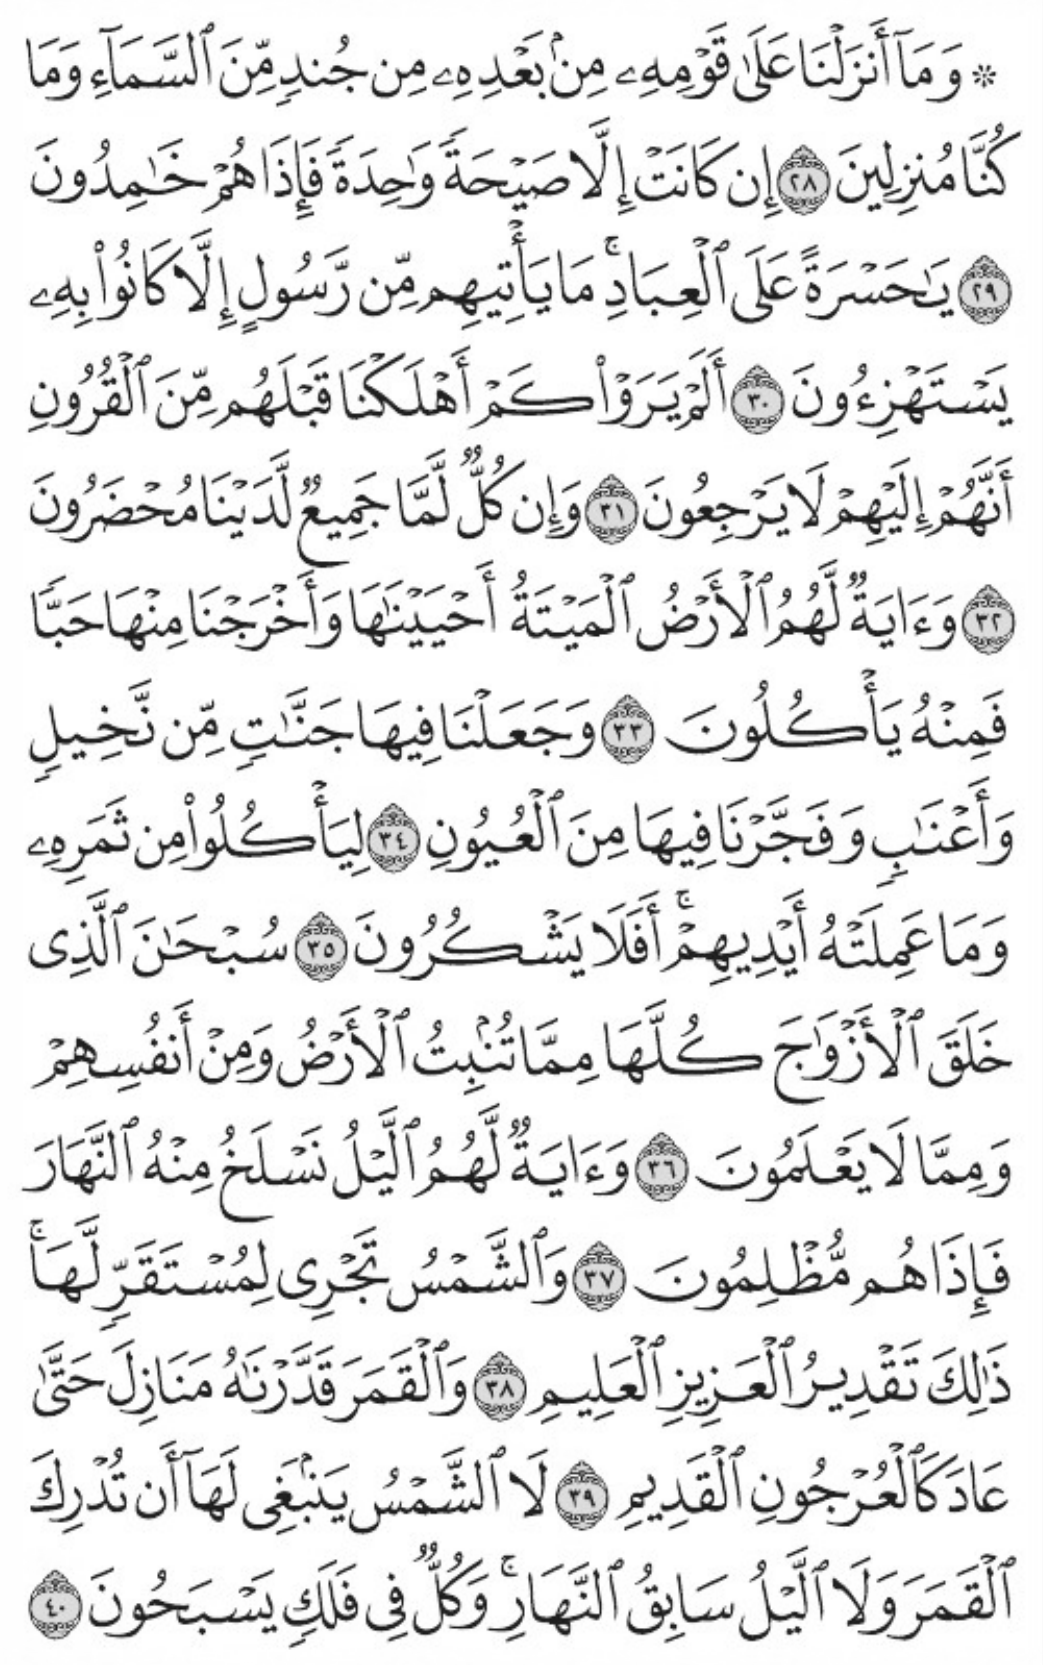 ۞ وَمَآ أَنزَلْنَا عَلَىٰ قَوْمِهِۦ مِنۢ بَعْدِهِۦ مِن جُندٍ مِّنَ ٱلسَّمَآءِ وَمَا
كُنَّا مُنزِلِينَ ٢٨ إِن كَانَتْ إِلَّا صَيْحَةً وَٰحِدَةً فَإِذَا هُمْ خَـٰمِدُونَ
٢٩ يَـٰحَسْرَةً عَلَى ٱلْعِبَادِ ۚ مَا يَأْتِيهِم مِّن رَّسُولٍ إِلَّا كَانُوا۟ بِهِۦ
يَسْتَهْزِءُونَ ٣٠ أَلَمْ يَرَوْا۟ كَمْ أَهْلَكْنَا قَبْلَهُم مِّنَ ٱلْقُرُونِ
أَنَّهُمْ إِلَيْهِمْ لَا يَرْجِعُونَ ٣١ وَإِن كُلٌّ لَّمَّا جَمِيعٌ لَّدَيْنَا مُحْضَرُونَ
٣٢ وَءَايَةٌ لَّهُمُ ٱلْأَرْضُ ٱلْمَيْتَةُ أَحْيَيْنَـٰهَا وَأَخْرَجْنَا مِنْهَا حَبًّا
فَمِنْهُ يَأْكُلُونَ ٣٣ وَجَعَلْنَا فِيهَا جَنَّـٰتٍ مِّن نَّخِيلٍ
وَأَعْنَـٰبٍ وَفَجَّرْنَا فِيهَا مِنَ ٱلْعُيُونِ ٣٤ لِيَأْكُلُوا۟ مِن ثَمَرِهِۦ
وَمَا عَمِلَتْهُ أَيْدِيهِمْ ۚ أَفَلَا يَشْكُرُونَ ٣٥ سُبْحَـٰنَ ٱلَّذِى
خَلَقَ ٱلْأَزْوَٰجَ كُلَّهَا مِمَّا تُنۢبِتُ ٱلْأَرْضُ وَمِنْ أَنفُسِهِمْ
وَمِمَّا لَا يَعْلَمُونَ ٣٦ وَءَايَةٌ لَّهُمُ ٱلَّيْلُ نَسْلَخُ مِنْهُ ٱلنَّهَارَ
فَإِذَا هُم مُّظْلِمُونَ ٣٧ وَٱلشَّمْسُ تَجْرِى لِمُسْتَقَرٍّ لَّهَا ۚ
ذَٰلِكَ تَقْدِيرُ ٱلْعَزِيزِ ٱلْعَلِيمِ ٣٨ وَٱلْقَمَرَ قَدَّرْنَـٰهُ مَنَازِلَ حَتَّىٰ
عَادَ كَٱلْعُرْجُونِ ٱلْقَدِيمِ ٣٩ لَا ٱلشَّمْسُ يَنۢبَغِى لَهَآ أَن تُدْرِكَ
ٱلْقَمَرَ وَلَا ٱلَّيْلُ سَابِقُ ٱلنَّهَارِ ۚ وَكُلٌّ فِى فَلَكٍ يَسْبَحُونَ ٤٠